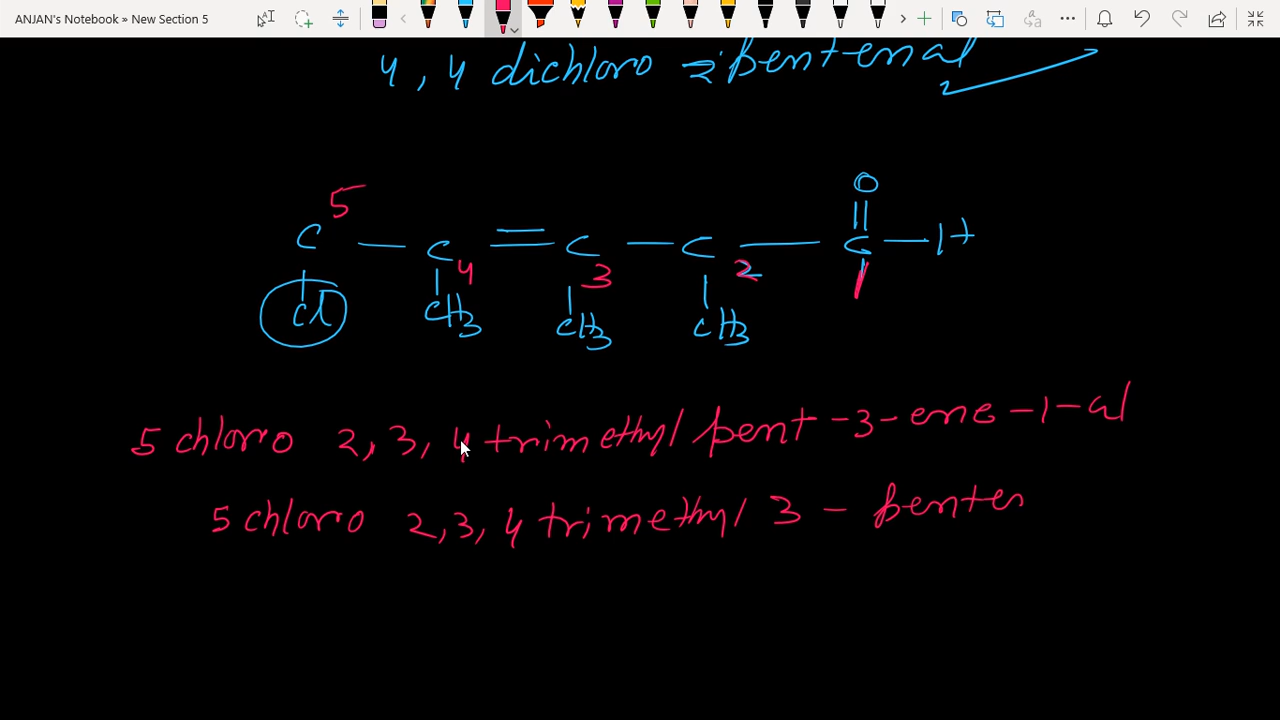 ANJAN's Notebook » New Section 5
4, 4 dichloro 2 pentenal
O
5
C — C = C — C — C — H
4 3 2 1
Cl CH3 CH3 CH3
5 chloro 2, 3, 4 trimethyl pent -3- ene -1- al
5 chloro 2,3, 4 trimethyl 3 - penten